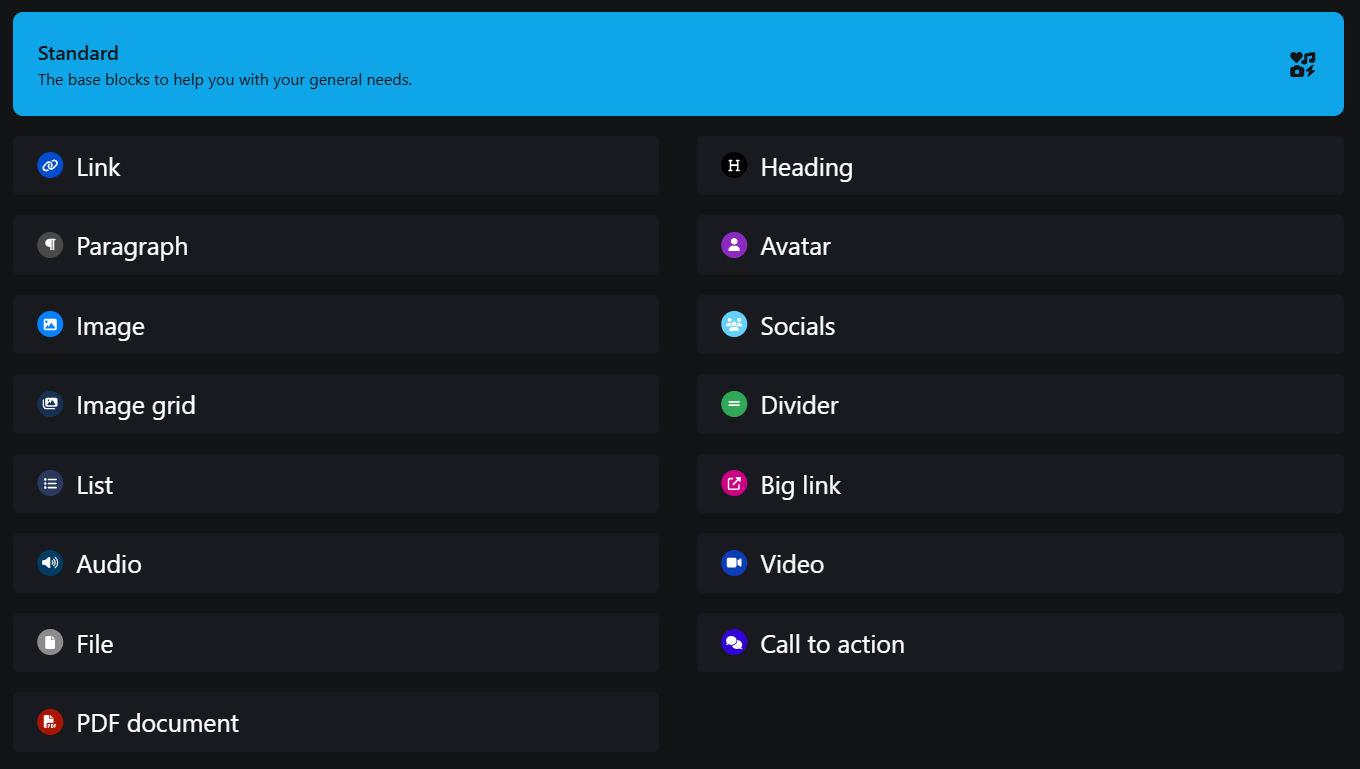 Standard
The base blocks to help you with your general needs.
Link
Heading
Paragraph
Avatar
Image
Socials
Image grid
Divider
List
Big link
Audio
Video
File
Call to action
PDF document